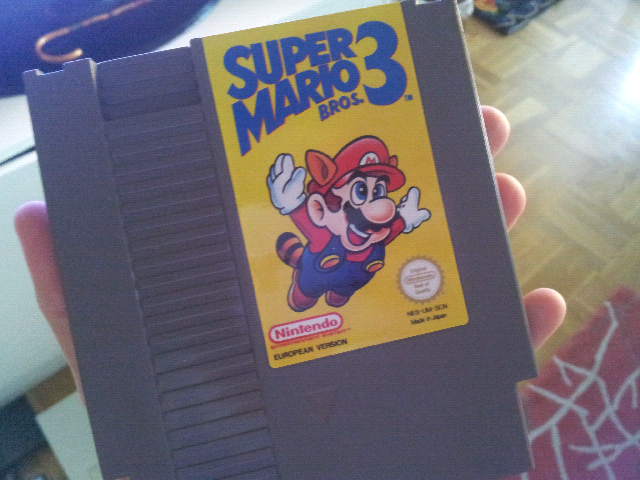 SUPER
MARIO 3
BROS. TM
M
Original
Nintendo
Seal of
Quality
NES-UM-SCN
Made in Japan
Nintendo
EUROPEAN VERSION